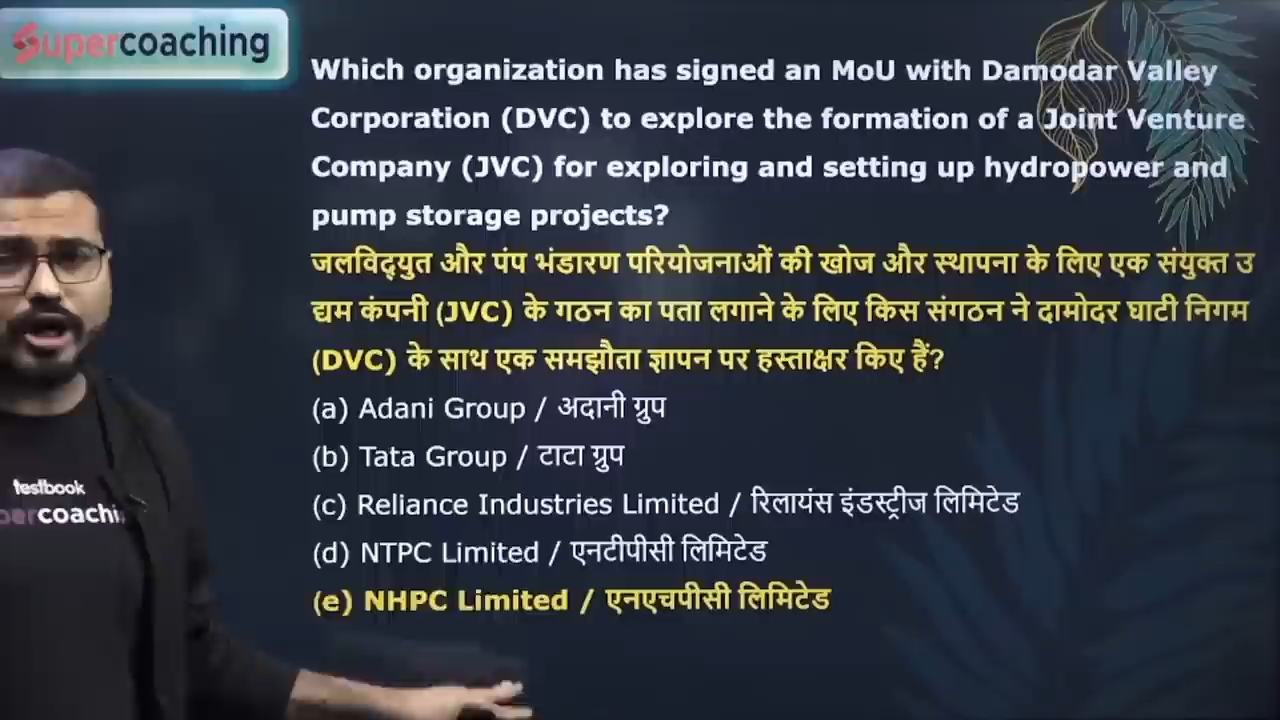 Supercoaching
Which organization has signed an MoU with Damodar Valley
Corporation (DVC) to explore the formation of a Joint Venture
Company (JVC) for exploring and setting up hydropower and
pump storage projects?
जलविद्युत और पंप भंडारण परियोजनाओं की खोज और स्थापना के लिए एक संयुक्त उ
द्यम कंपनी (JVC) के गठन का पता लगाने के लिए किस संगठन ने दामोदर घाटी निगम
(DVC) के साथ एक समझौता ज्ञापन पर हस्ताक्षर किए हैं?
(a) Adani Group / अदानी ग्रुप
(b) Tata Group / टाटा ग्रुप
(c) Reliance Industries Limited / रिलायंस इंडस्ट्रीज लिमिटेड
(d) NTPC Limited / एनटीपीसी लिमिटेड
(e) NHPC Limited / एनएचपीसी लिमिटेड
testbook
percoachi